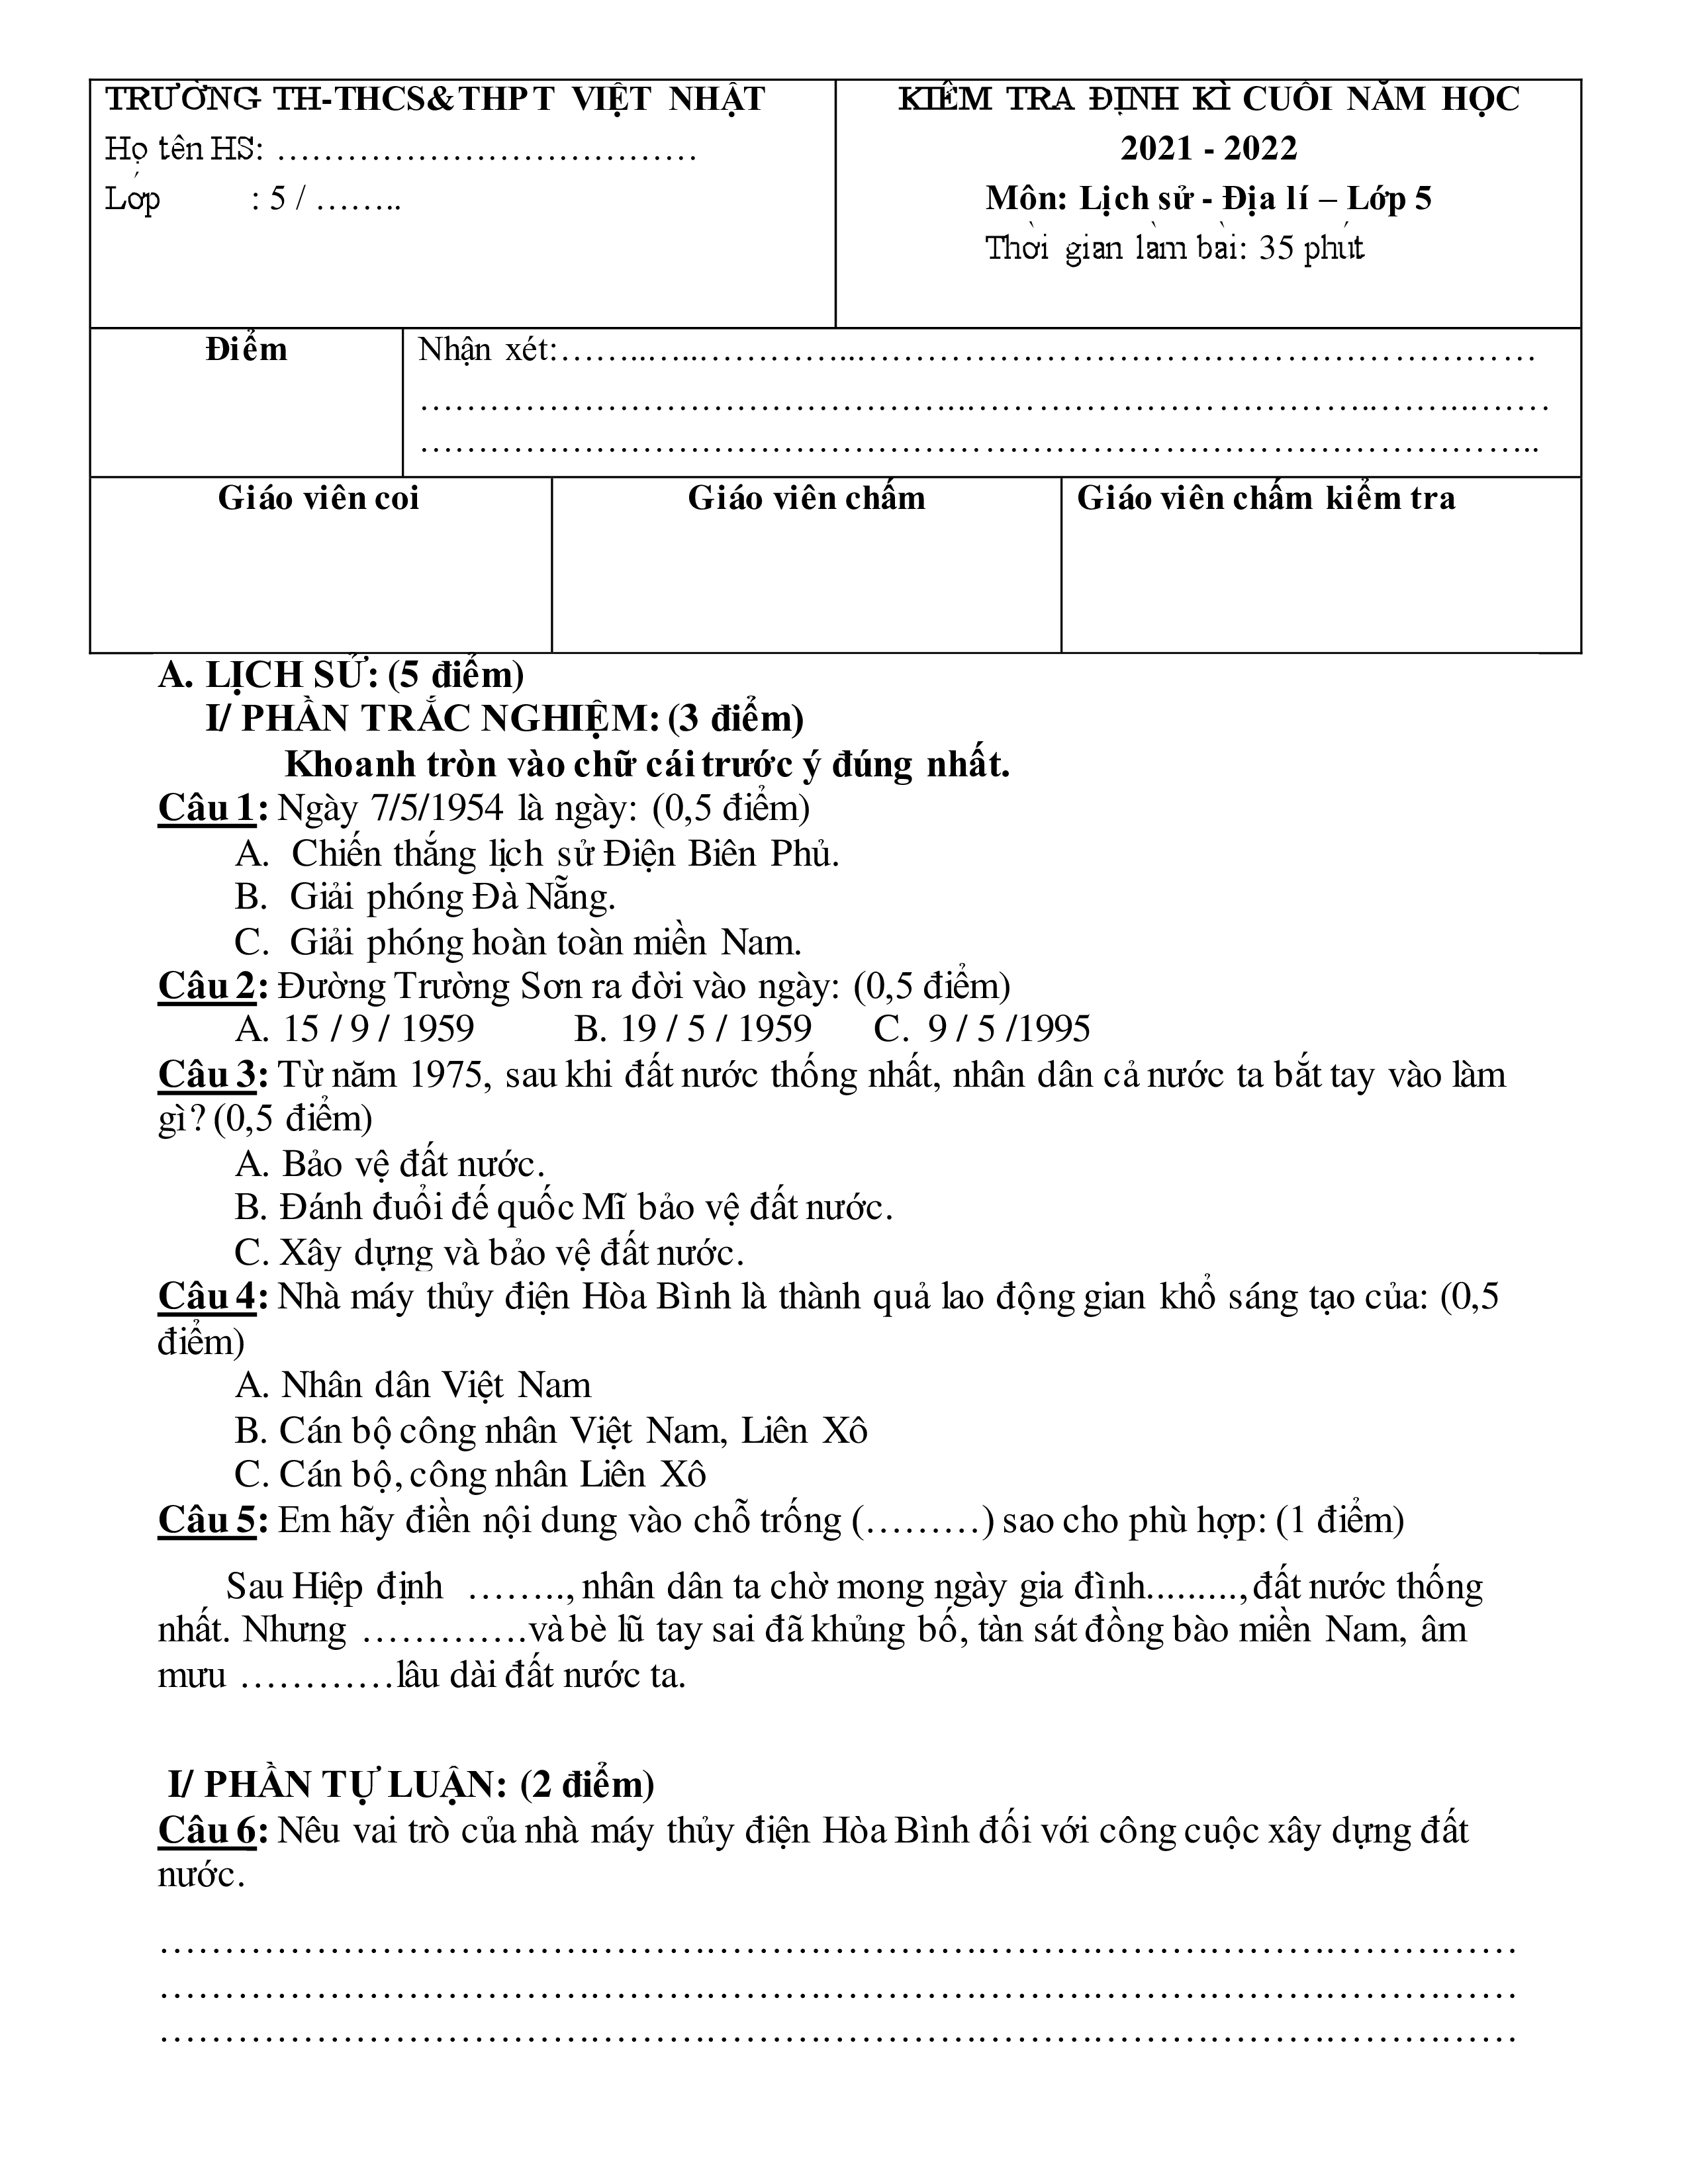 TRƯỜNG TH-THCS&THPT VIỆT NHẬT
Họ tên HS: ………………………………
Lớp : 5 / ……..
KIỂM TRA ĐỊNH KÌ CUỐI NĂM HỌC
2021 - 2022
Môn: Lịch sử - Địa lí – Lớp 5
Thời gian làm bài: 35 phút
Điểm
Nhận xét:……..…...…………..…………………………………………………
………………………………………..……………………………..……..……
…………………………………………………………………………………..
Giáo viên coi
Giáo viên chấm
Giáo viên chấm kiểm tra
A. LỊCH SỬ: (5 điểm)
I/ PHẦN TRẮC NGHIỆM: (3 điểm)
Khoanh tròn vào chữ cái trước ý đúng nhất.
Câu 1: Ngày 7/5/1954 là ngày: (0,5 điểm)
A. Chiến thắng lịch sử Điện Biên Phủ.
B. Giải phóng Đà Nẵng.
C. Giải phóng hoàn toàn miền Nam.
Câu 2: Đường Trường Sơn ra đời vào ngày: (0,5 điểm)
A. 15 / 9 / 1959 B. 19 / 5 / 1959 C. 9 / 5 /1995
Câu 3: Từ năm 1975, sau khi đất nước thống nhất, nhân dân cả nước ta bắt tay vào làm
gì? (0,5 điểm)
A. Bảo vệ đất nước.
B. Đánh đuổi đế quốc Mĩ bảo vệ đất nước.
C. Xây dựng và bảo vệ đất nước.
Câu 4: Nhà máy thủy điện Hòa Bình là thành quả lao động gian khổ sáng tạo của: (0,5
điểm)
A. Nhân dân Việt Nam
B. Cán bộ công nhân Việt Nam, Liên Xô
C. Cán bộ, công nhân Liên Xô
Câu 5: Em hãy điền nội dung vào chỗ trống (………) sao cho phù hợp: (1 điểm)
Sau Hiệp định …….., nhân dân ta chờ mong ngày gia đình........., đất nước thống
nhất. Nhưng ………….và bè lũ tay sai đã khủng bố, tàn sát đồng bào miền Nam, âm
mưu …………lâu dài đất nước ta.
I/ PHẦN TỰ LUẬN: (2 điểm)
Câu 6: Nêu vai trò của nhà máy thủy điện Hòa Bình đối với công cuộc xây dựng đất
nước.
……………………………………………………………………………………………
……………………………………………………………………………………………
……………………………………………………………………………………………